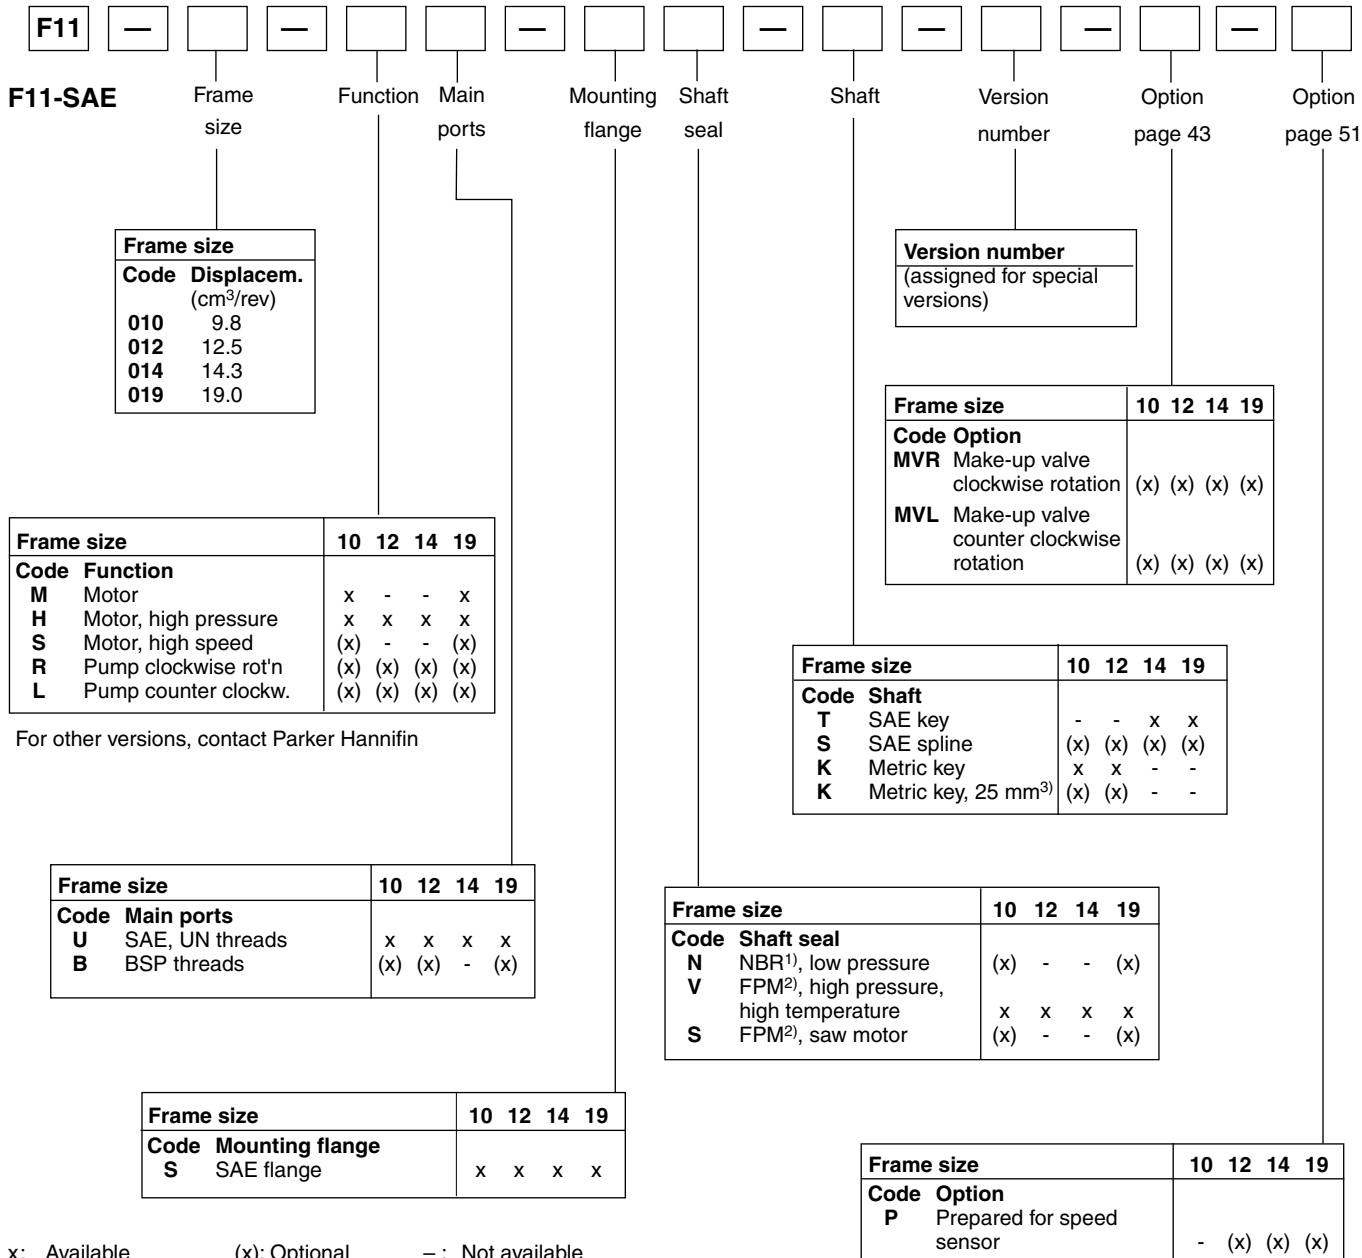 F11 — — — — — — —
F11-SAE
Frame size
Function
Main ports
Mounting flange
Shaft seal
Shaft
Version number
Option page 43
Option page 51
Frame size
Code Displacem.
(cm³/rev)
010 9.8
012 12.5
014 14.3
019 19.0
Version number
(assigned for special
versions)
Frame size 10 12 14 19
Code Option
MVR Make-up valve
clockwise rotation (x) (x) (x) (x)
MVL Make-up valve
counter clockwise
rotation (x) (x) (x) (x)
Frame size 10 12 14 19
Code Function
M Motor x - - x
H Motor, high pressure x x x x
S Motor, high speed (x) - - (x)
R Pump clockwise rot'n (x) (x) (x) (x)
L Pump counter clockw. (x) (x) (x) (x)
For other versions, contact Parker Hannifin
Frame size 10 12 14 19
Code Shaft
T SAE key - - x x
S SAE spline (x) (x) (x) (x)
K Metric key x x - -
K Metric key, 25 mm³⁾ (x) (x) - -
Frame size 10 12 14 19
Code Main ports
U SAE, UN threads x x x x
B BSP threads (x) (x) - (x)
Frame size 10 12 14 19
Code Shaft seal
N NBR¹⁾, low pressure (x) - - (x)
V FPM²⁾, high pressure,
high temperature x x x x
S FPM²⁾, saw motor (x) - - (x)
Frame size 10 12 14 19
Code Mounting flange
S SAE flange x x x x
Frame size 10 12 14 19
Code Option
P Prepared for speed
sensor - (x) (x) (x)
x: Available (x): Optional – : Not available